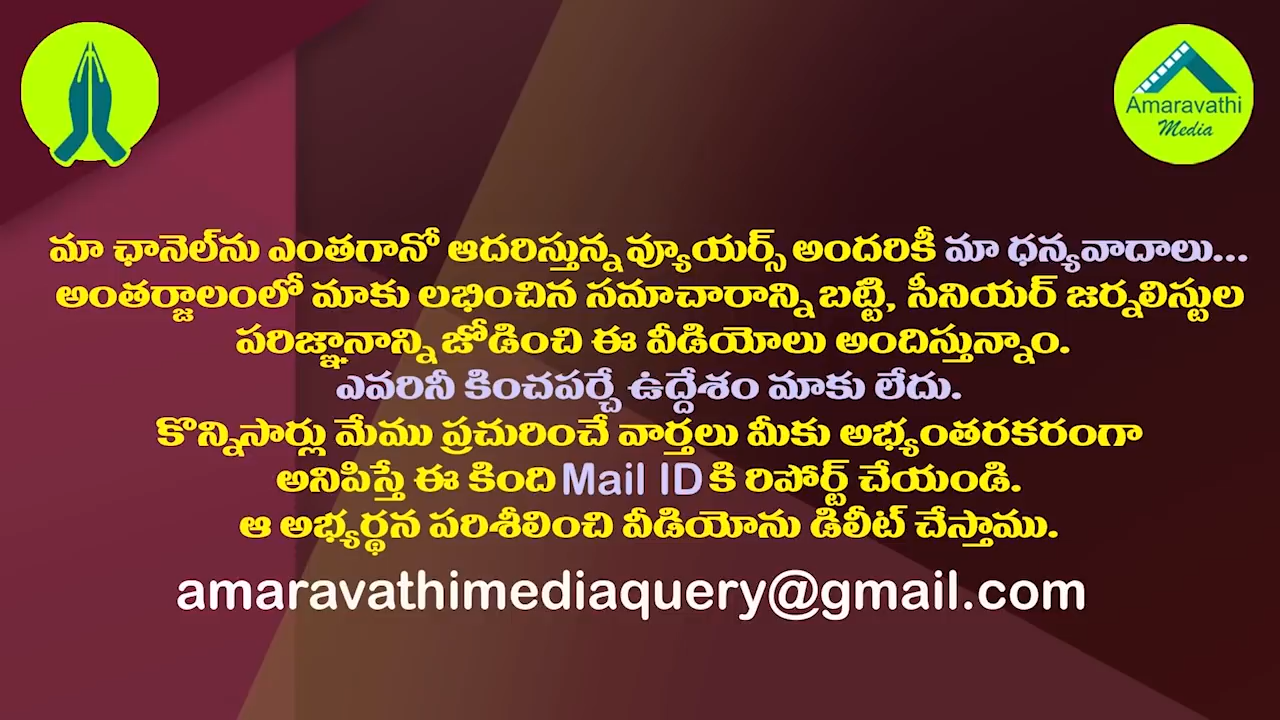 Amaravathi
Media
మా ఛానెల్‌ను ఎంతగానో ఆదరిస్తున్న వ్యూయర్స్ అందరికీ మా ధన్యవాదాలు...
అంతర్జాలంలో మాకు లభించిన సమాచారాన్ని బట్టి, సీనియర్ జర్నలిస్టుల
పరిజ్ఞానాన్ని జోడించి ఈ వీడియోలు అందిస్తున్నాం.
ఎవరినీ కించపర్చే ఉద్దేశం మాకు లేదు.
కొన్నిసార్లు మేము ప్రచురించే వార్తలు మీకు అభ్యంతరకరంగా
అనిపిస్తే ఈ కింది Mail ID కి రిపోర్ట్ చేయండి.
ఆ అభ్యర్థన పరిశీలించి వీడియోను డిలీట్ చేస్తాము.
amaravathimediaquery@gmail.com